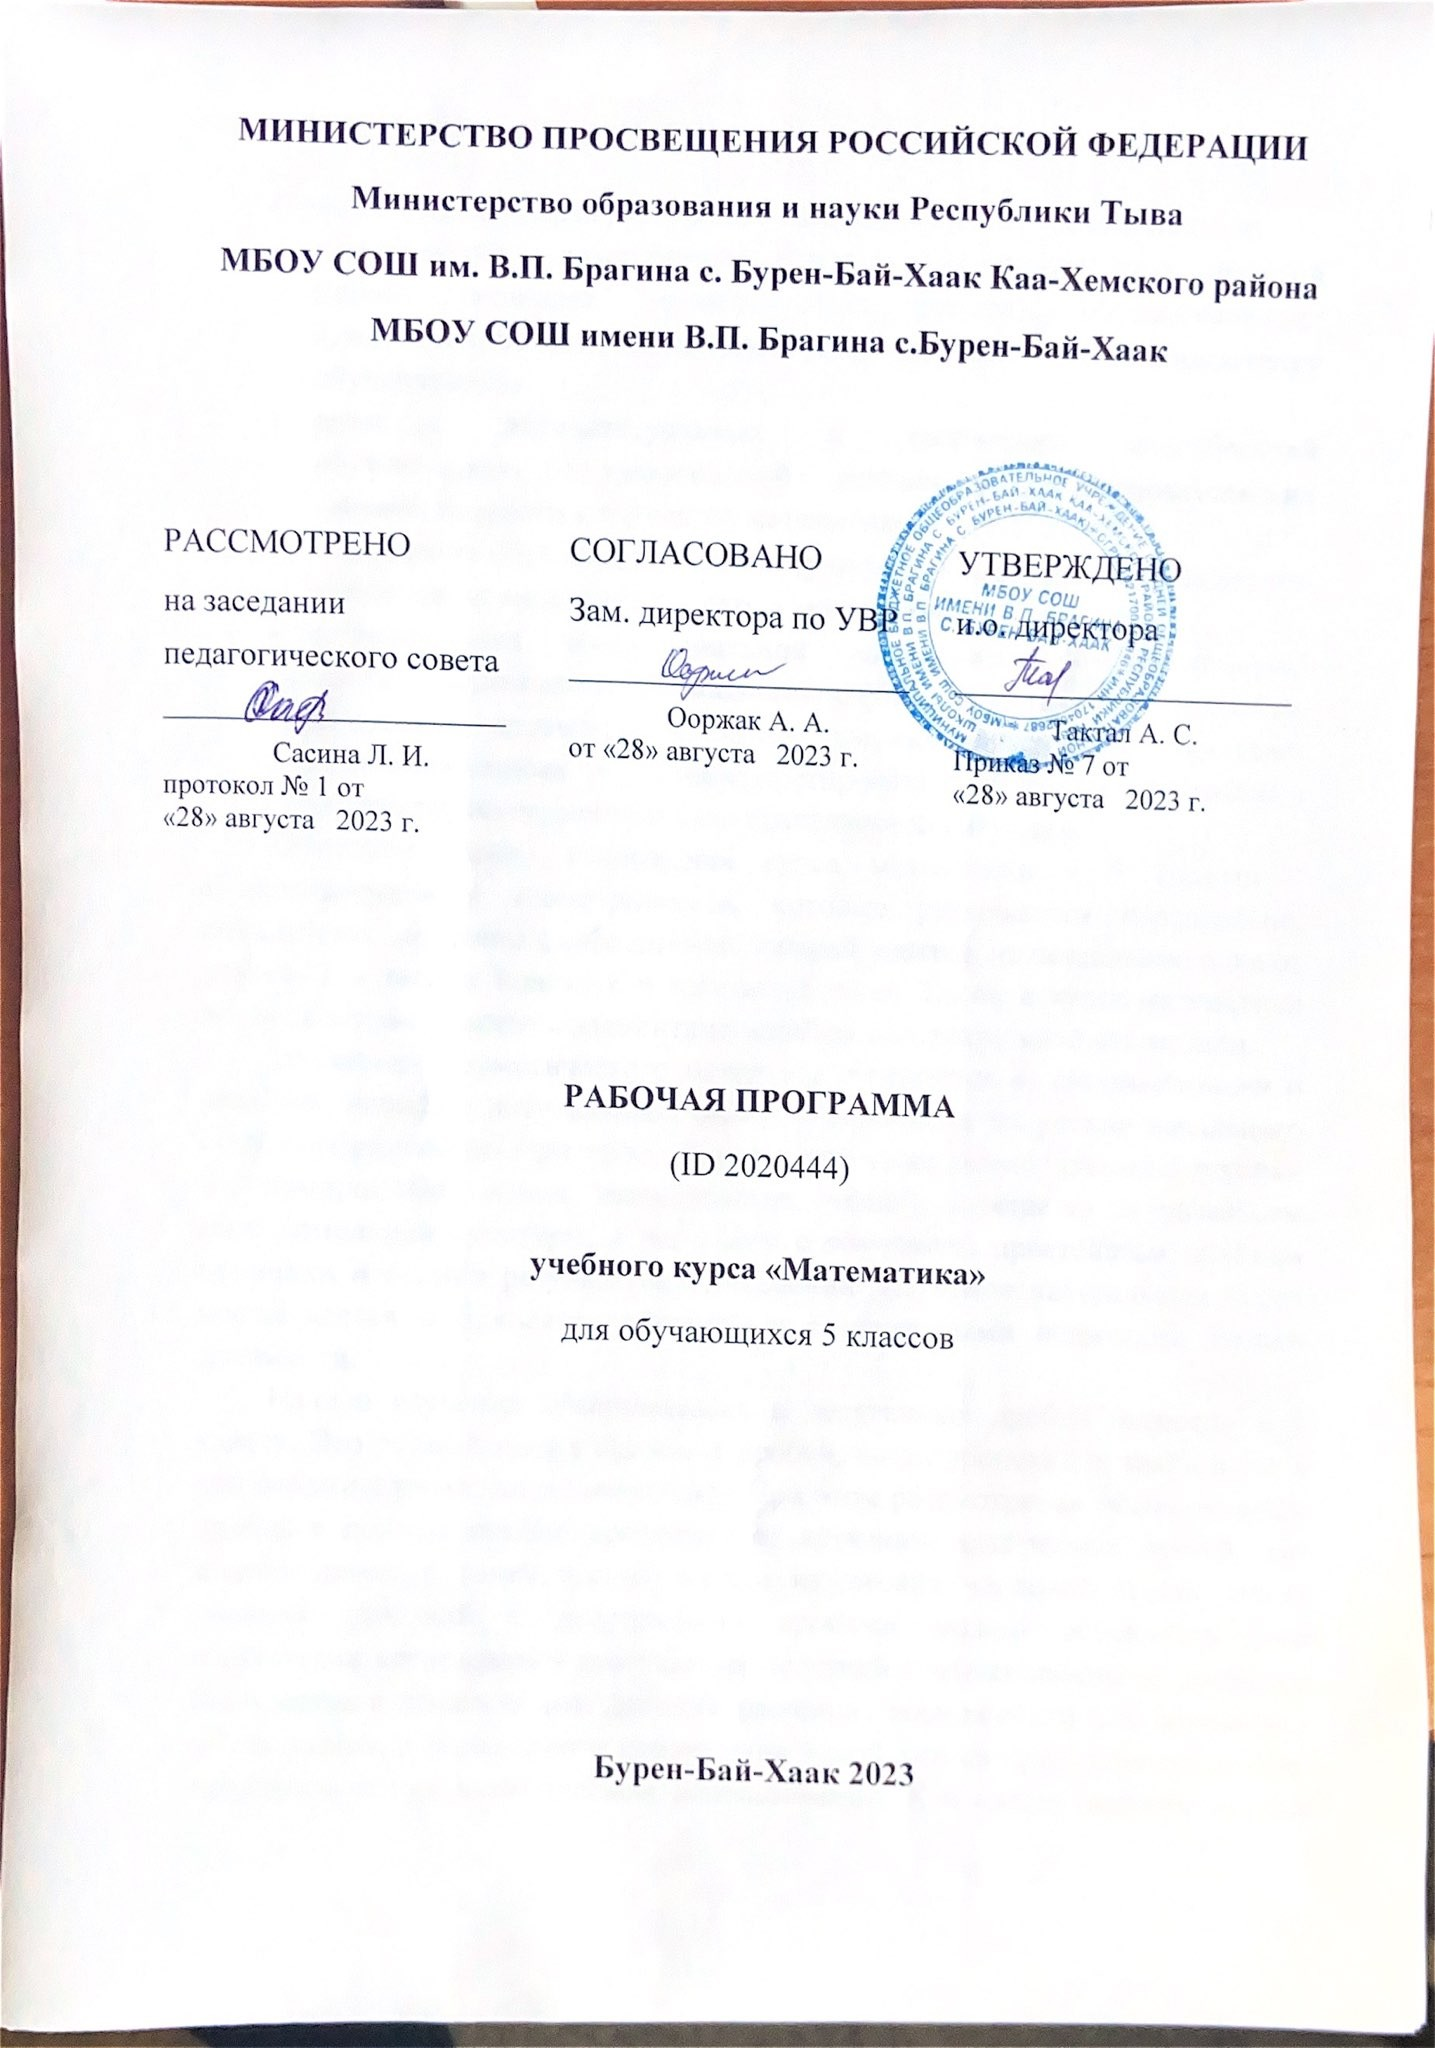 МИНИСТЕРСТВО ПРОСВЕЩЕНИЯ РОССИЙСКОЙ ФЕДЕРАЦИИ
Министерство образования и науки Республики Тыва
МБОУ СОШ им. В.П. Брагина с. Бурен-Бай-Хаак Каа-Хемского района
МБОУ СОШ имени В.П. Брагина с.Бурен-Бай-Хаак
РАССМОТРЕНО
на заседании
педагогического совета
Сасина Л. И.
протокол № 1 от
«28» августа 2023 г.
СОГЛАСОВАНО
Зам. директора по УВР
Ооржак А. А.
от «28» августа 2023 г.
УТВЕРЖДЕНО
и.о. директора
Тактал А. С.
Приказ № 7 от
«28» августа 2023 г.
МБОУ СОШ
ИМЕНИ В.П. БРАГИНА
С. БУРЕН-БАЙ-ХААК
РАБОЧАЯ ПРОГРАММА
(ID 2020444)
учебного курса «Математика»
для обучающихся 5 классов
Бурен-Бай-Хаак 2023